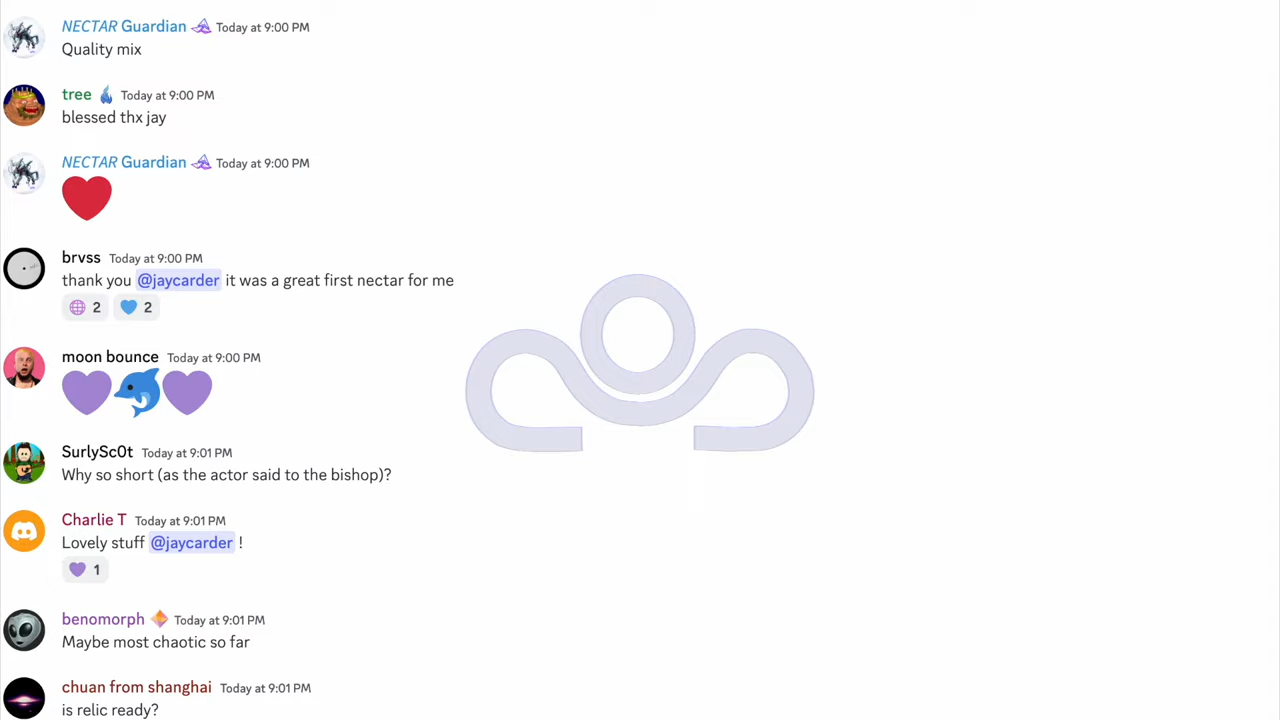 NECTAR Guardian Today at 9:00 PM
Quality mix
tree Today at 9:00 PM
blessed thx jay
NECTAR Guardian Today at 9:00 PM
brvss Today at 9:00 PM
thank you @jaycarder it was a great first nectar for me
2 2
moon bounce Today at 9:00 PM
SurlySc0t Today at 9:01 PM
Why so short (as the actor said to the bishop)?
Charlie T Today at 9:01 PM
Lovely stuff @jaycarder !
1
benomorph Today at 9:01 PM
Maybe most chaotic so far
chuan from shanghai Today at 9:01 PM
is relic ready?